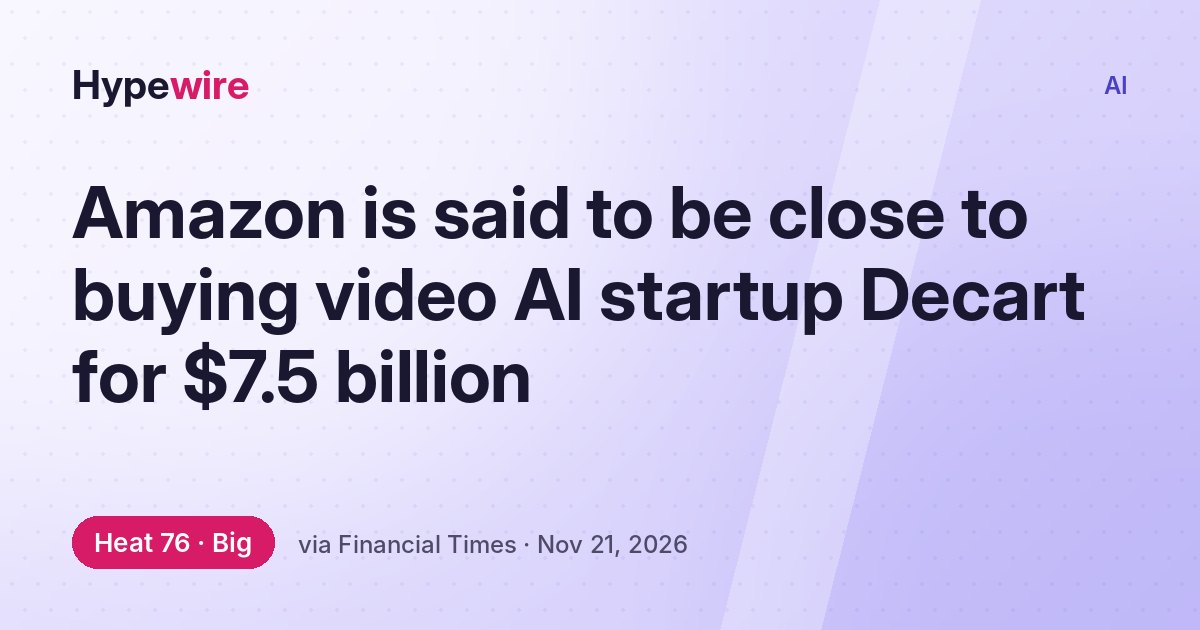 Hypewire
AI
Amazon is said to be close to
buying video AI startup Decart
for $7.5 billion
Heat 76 · Big
via Financial Times · Nov 21, 2026